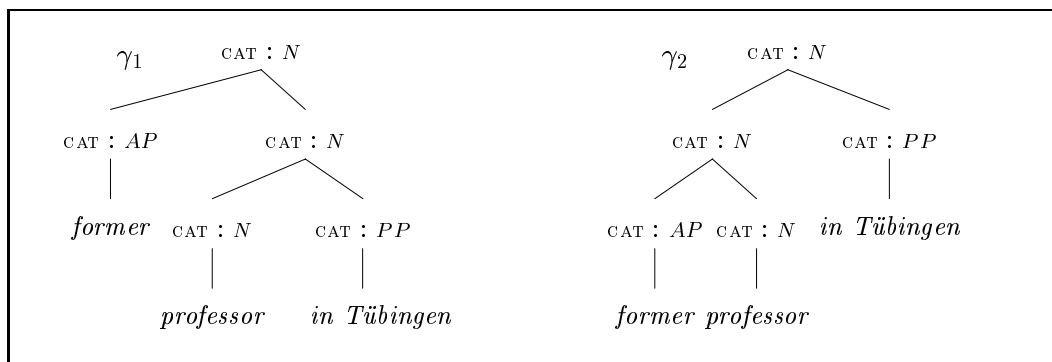 γ1 CAT : N γ2 CAT : N
CAT : AP CAT : N CAT : N CAT : PP
former CAT : N CAT : PP CAT : AP CAT : N in Tübingen
professor in Tübingen former professor